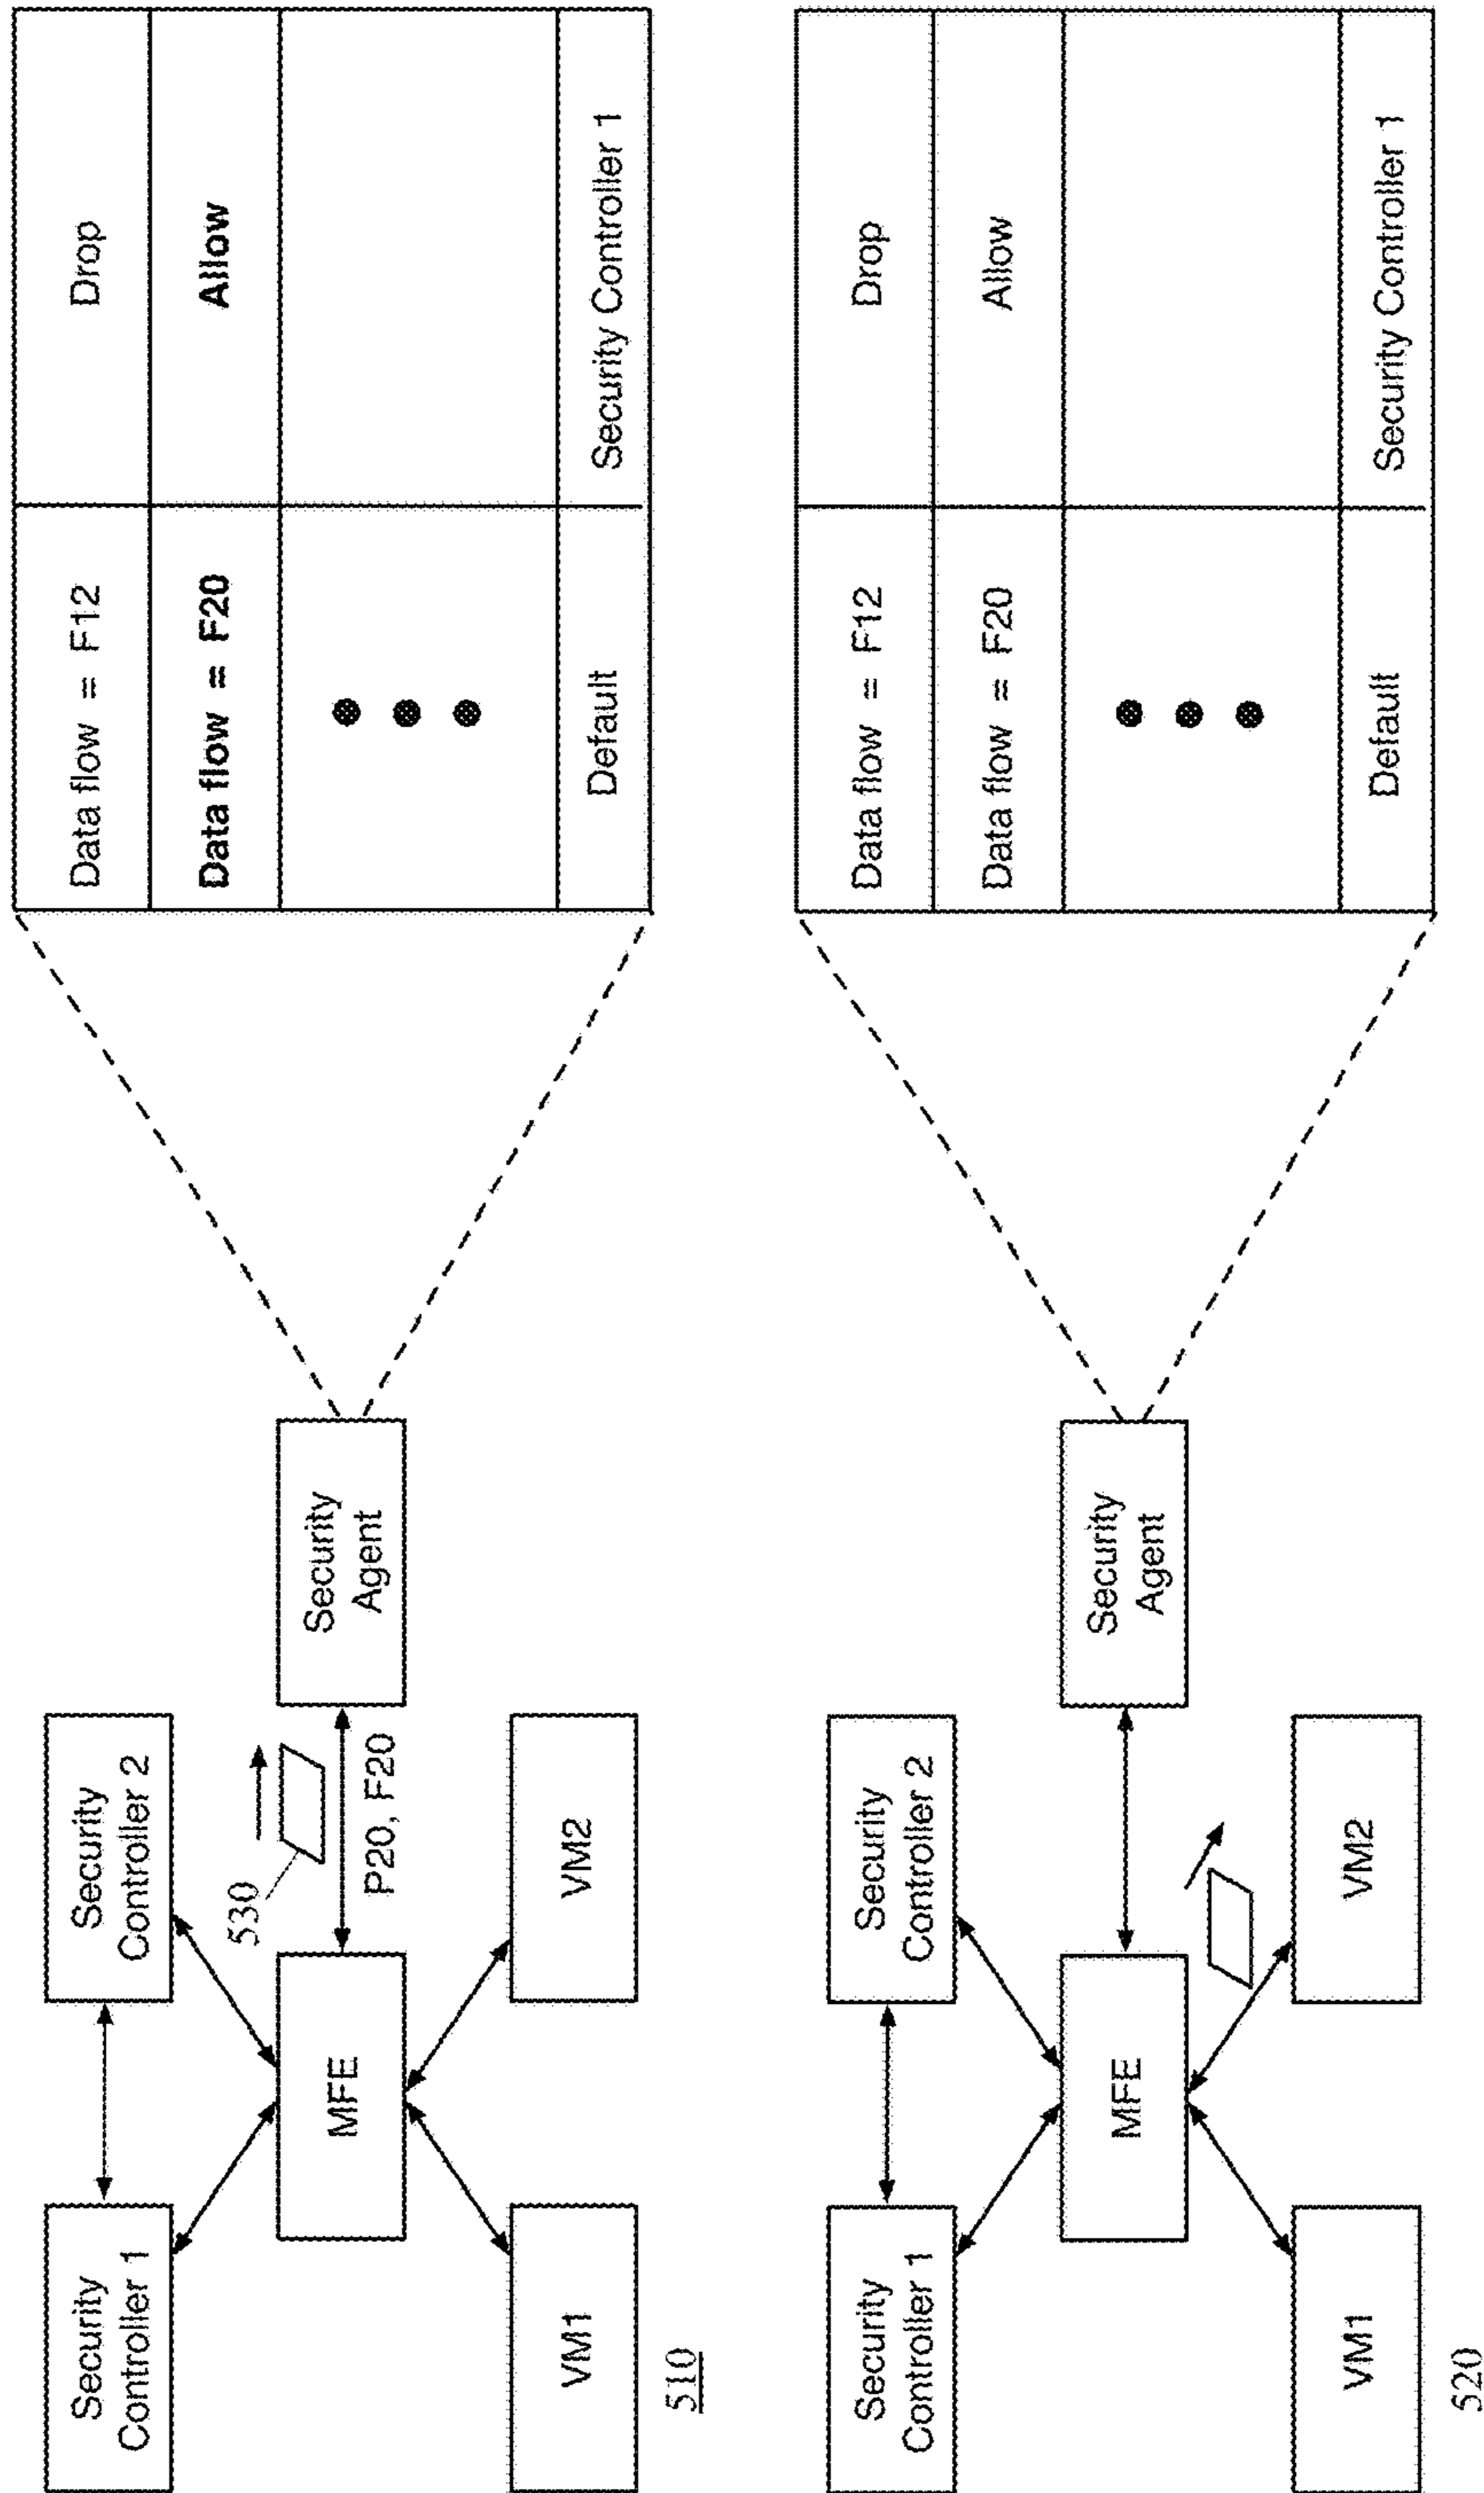 Security
Controller 1
Security
Controller 2
530
MFE
P20, F20
Security
Agent
VM1
VM2
510
Data flow = F12
Drop
Data flow = F20
Allow
Default
Security Controller 1
Security
Controller 1
Security
Controller 2
MFE
Security
Agent
VM1
VM2
520
Data flow = F12
Drop
Data flow = F20
Allow
Default
Security Controller 1